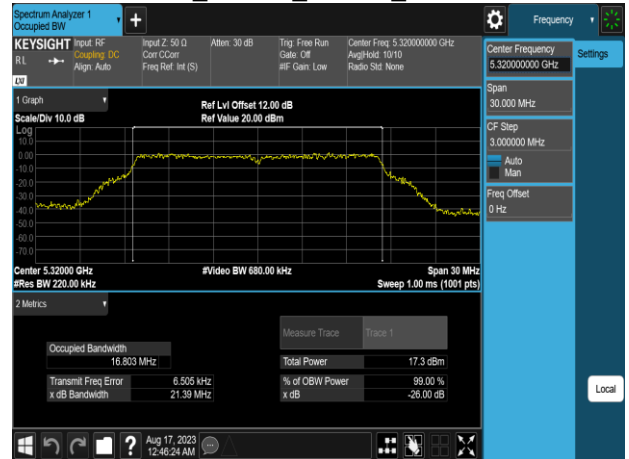 Spectrum Analyzer 1
Occupied BW
Frequency
KEYSIGHT
RL
LXI
Input: RF
Coupling: DC
Align: Auto
Input Z: 50 Ω
Corr CCorr
Freq Ref: Int (S)
Atten: 30 dB
Trig: Free Run
Gate: Off
#IF Gain: Low
Center Freq: 5.320000000 GHz
Avg|Hold: 10/10
Radio Std: None
Center Frequency
5.320000000 GHz
Settings
Span
30.000 MHz
CF Step
3.000000 MHz
Auto
Man
Freq Offset
0 Hz
Local
1 Graph
Scale/Div 10.0 dB
Ref Lvl Offset 12.00 dB
Ref Value 20.00 dBm
Log
10.0
0.00
-10.0
-20.0
-30.0
-40.0
-50.0
-60.0
-70.0
Center 5.32000 GHz
#Video BW 680.00 kHz
Span 30 MHz
#Res BW 220.00 kHz
Sweep 1.00 ms (1001 pts)
2 Metrics
Measure Trace
Trace 1
Occupied Bandwidth
16.803 MHz
Total Power
17.3 dBm
Transmit Freq Error
6.505 kHz
% of OBW Power
99.00 %
x dB Bandwidth
21.39 MHz
x dB
-26.00 dB
?
Aug 17, 2023
12:46:24 AM